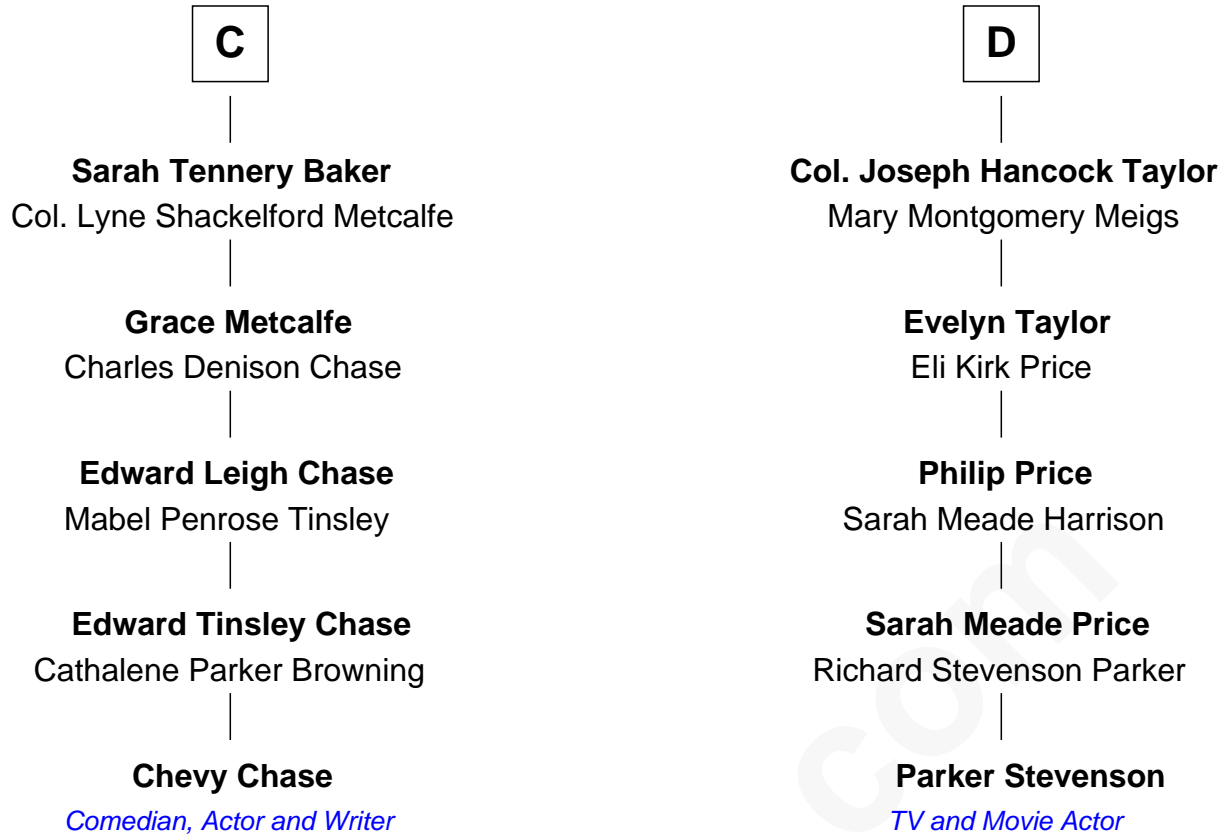 C
Sarah Tennery Baker
Col. Lyne Shackelford Metcalfe
Grace Metcalfe
Charles Denison Chase
Edward Leigh Chase
Mabel Penrose Tinsley
Edward Tinsley Chase
Cathalene Parker Browning
Chevy Chase
Comedian, Actor and Writer
D
Col. Joseph Hancock Taylor
Mary Montgomery Meigs
Evelyn Taylor
Eli Kirk Price
Philip Price
Sarah Meade Harrison
Sarah Meade Price
Richard Stevenson Parker
Parker Stevenson
TV and Movie Actor
com